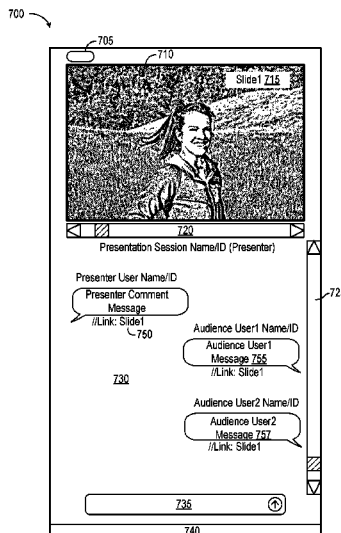 700
705
710
Slide1 715
720
Presentation Session Name/ID (Presenter)
Presenter User Name/ID
Presenter Comment
Message
//Link: Slide1
750
72
Audience User1 Name/ID
Audience User1
Message 755
//Link: Slide1
730
Audience User2 Name/ID
Audience User2
Message 757
//Link: Slide1
735
740